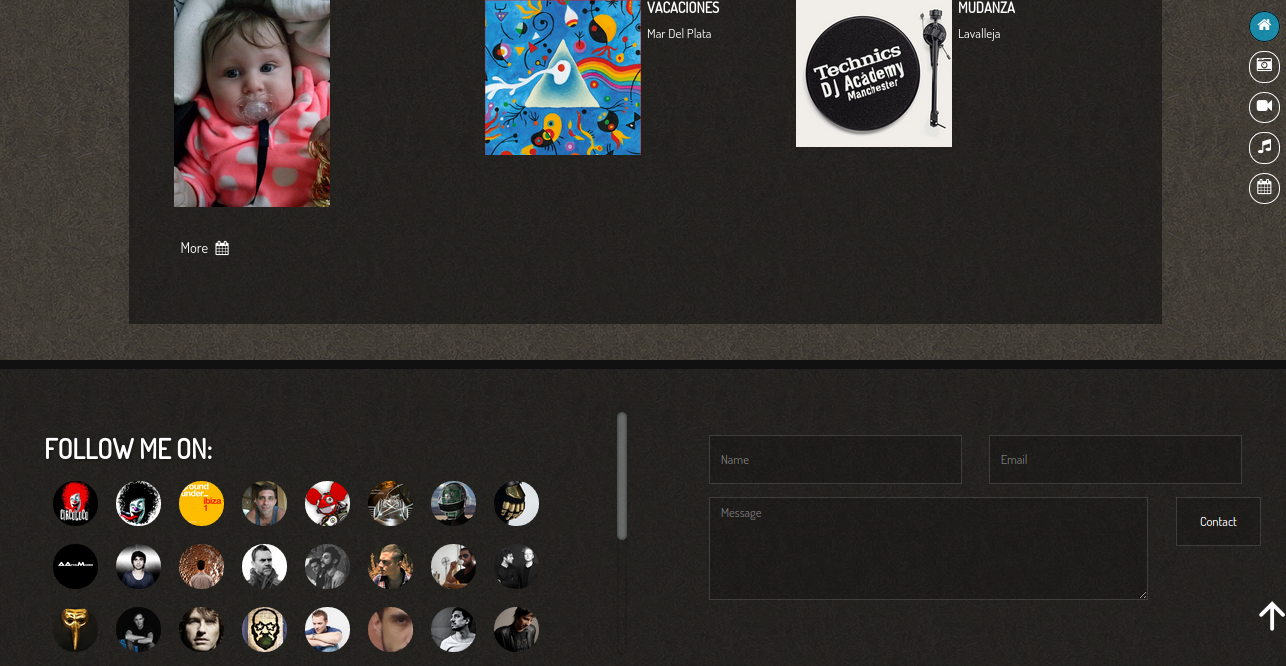 VACACIONES
Mar Del Plata
MUDANZA
Lavalleja
Technics
DJ Academy
Manchester
More
FOLLOW ME ON:
Name
Email
Message
Contact
CIRCOLOCO
ound
under...
ibiza
1